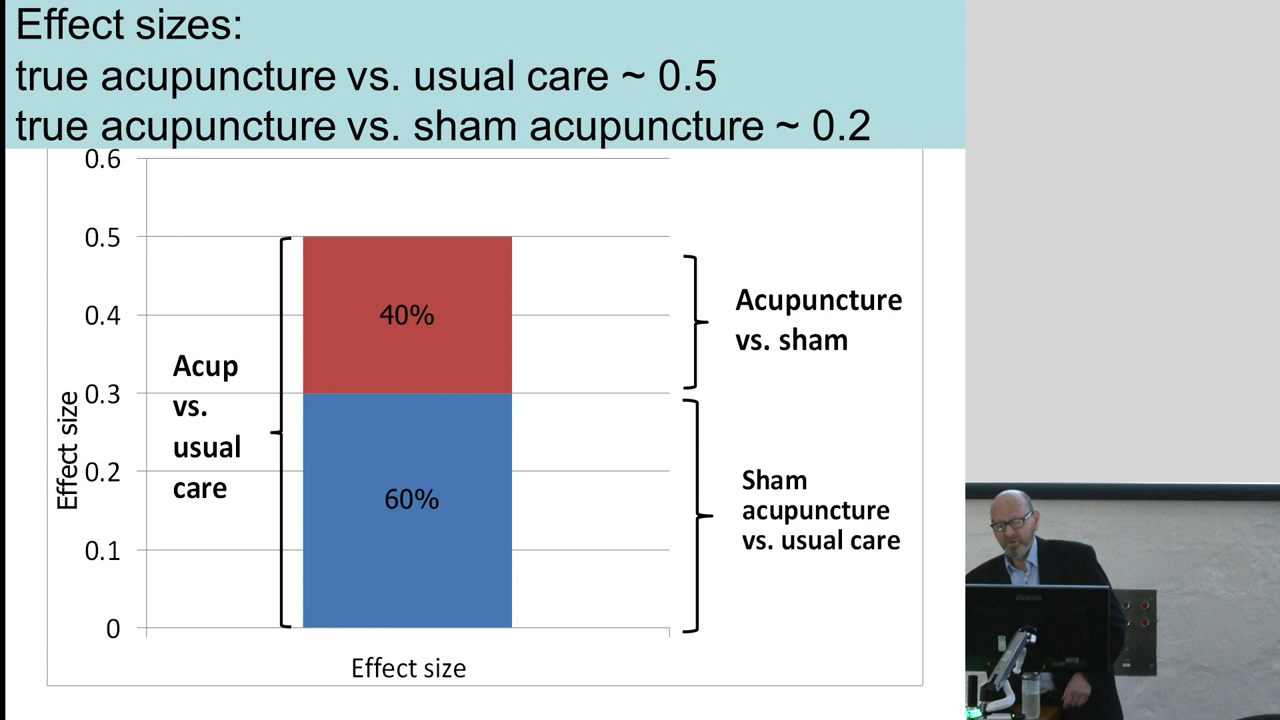 Effect sizes:
true acupuncture vs. usual care ~ 0.5
true acupuncture vs. sham acupuncture ~ 0.2
0.6
0.5
0.4
0.3
0.2
0.1
0
Effect size
Acup
vs.
usual
care
40%
60%
Acupuncture
vs. sham
Sham
acupuncture
vs. usual care
Effect size